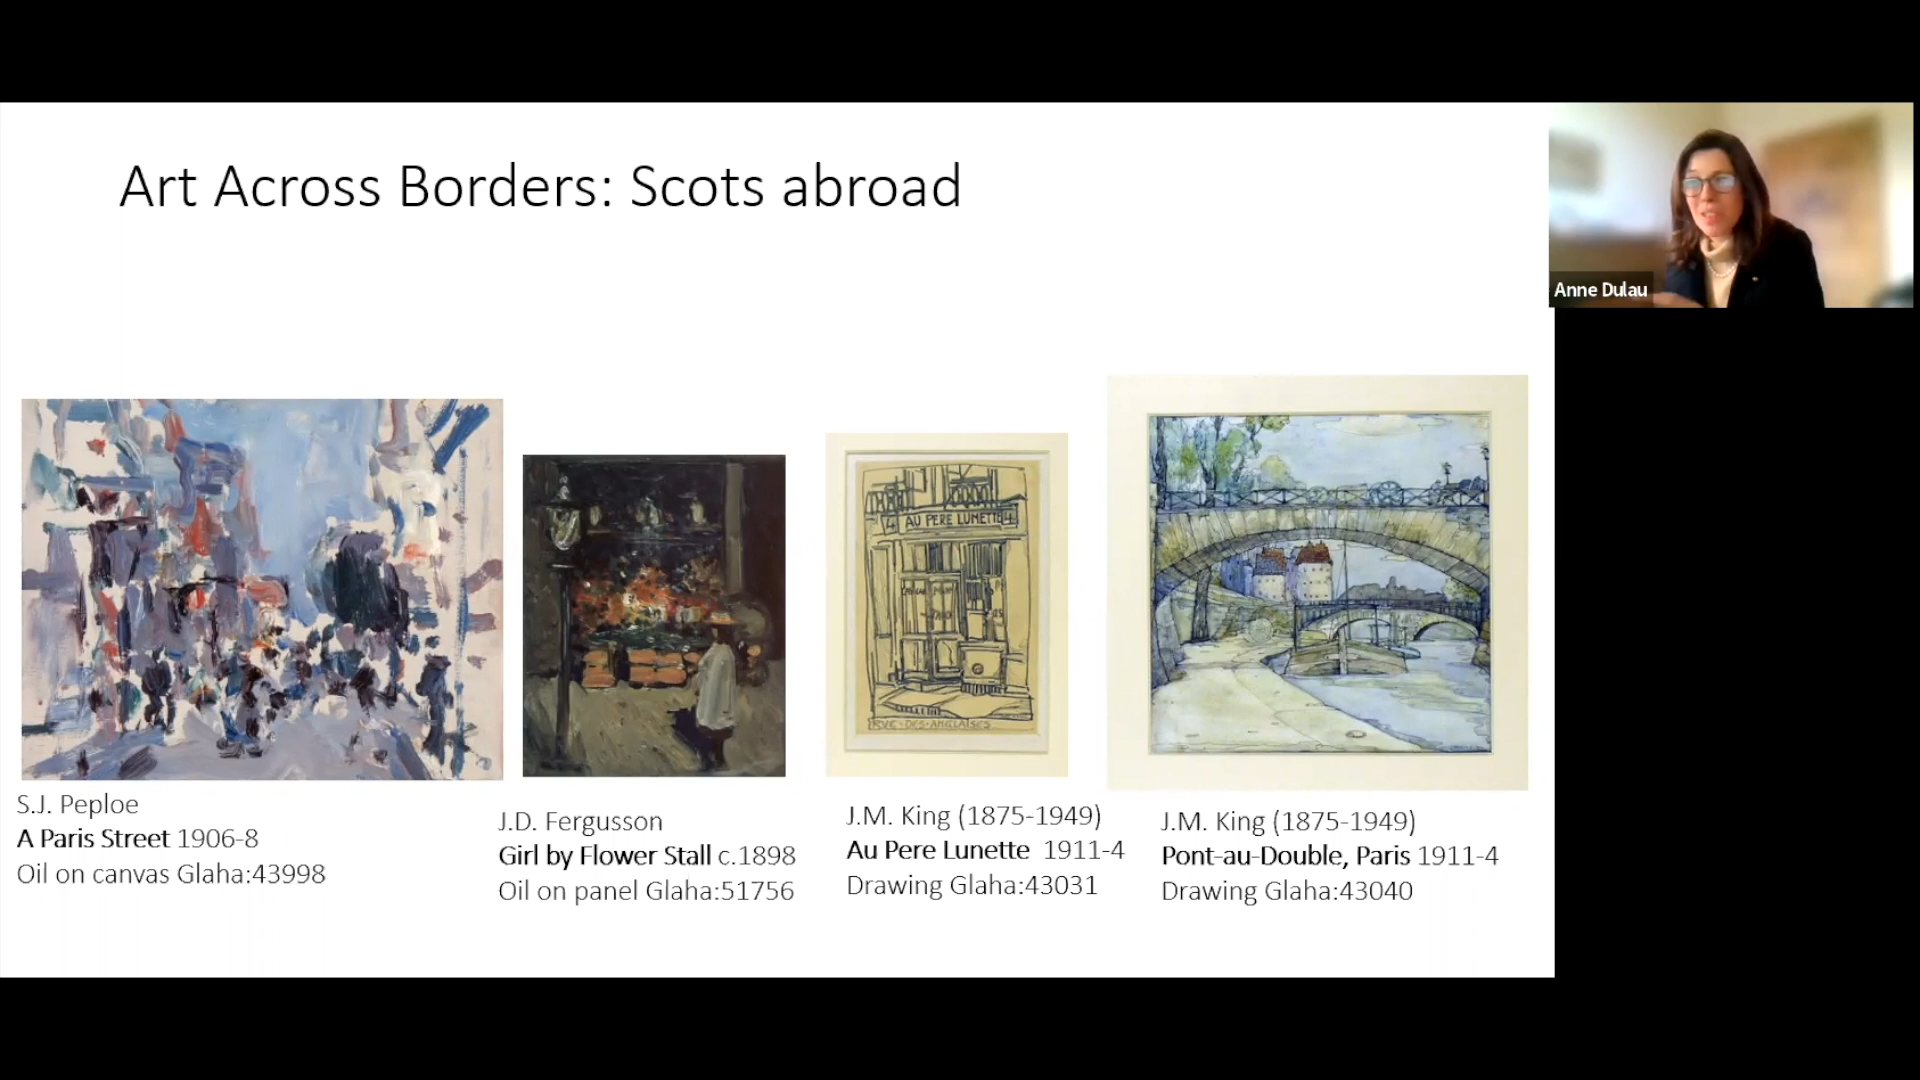 Art Across Borders: Scots abroad
Anne Dulau
4 AU PERE LUNETTE 4
RUE·DES·ANGLAISES
S.J. Peploe
A Paris Street 1906-8
Oil on canvas Glaha:43998
J.D. Fergusson
Girl by Flower Stall c.1898
Oil on panel Glaha:51756
J.M. King (1875-1949)
Au Pere Lunette 1911-4
Drawing Glaha:43031
J.M. King (1875-1949)
Pont-au-Double, Paris 1911-4
Drawing Glaha:43040